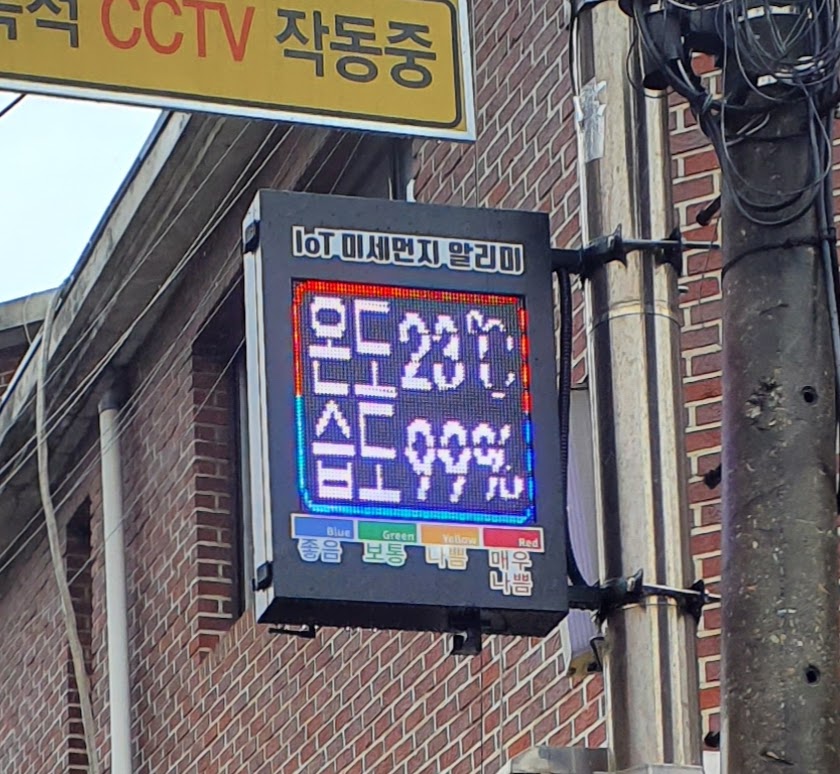 CCTV 작동중
IoT 미세먼지 알리미
온도 23℃
습도 99%
Blue Green Yellow Red
좋음 보통 나쁨 매우 나쁨